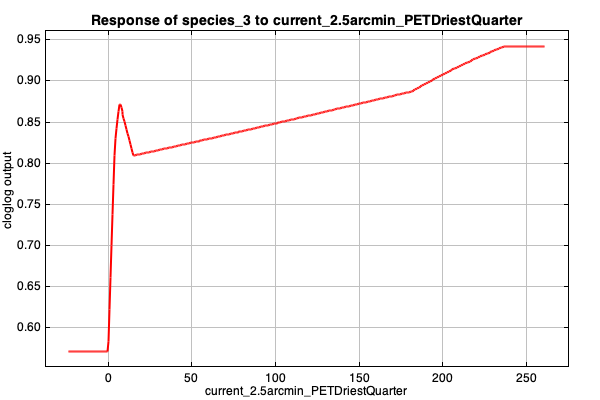 Response of species_3 to current_2.5arcmin_PETDriestQuarter
0.95
0.90
0.85
0.80
0.75
0.70
0.65
0.60
cloglog output
0 50 100 150 200 250
current_2.5arcmin_PETDriestQuarter